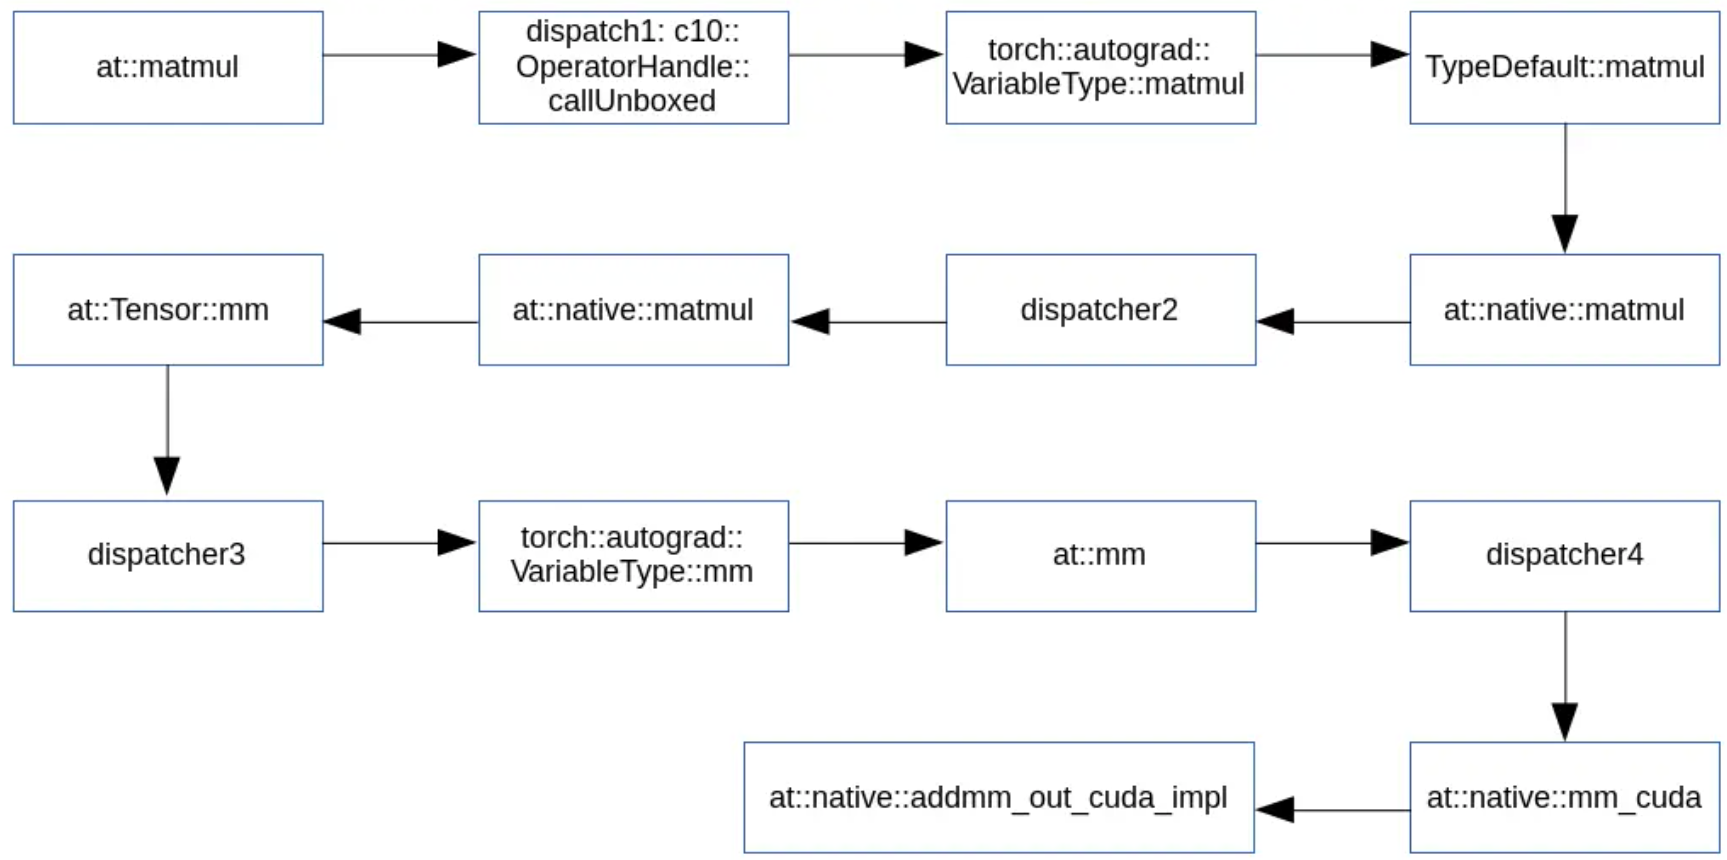 at::matmul
dispatch1: c10::
OperatorHandle::
callUnboxed
torch::autograd::
VariableType::matmul
TypeDefault::matmul
at::native::matmul
dispatcher2
at::native::matmul
at::Tensor::mm
dispatcher3
torch::autograd::
VariableType::mm
at::mm
dispatcher4
at::native::mm_cuda
at::native::addmm_out_cuda_impl